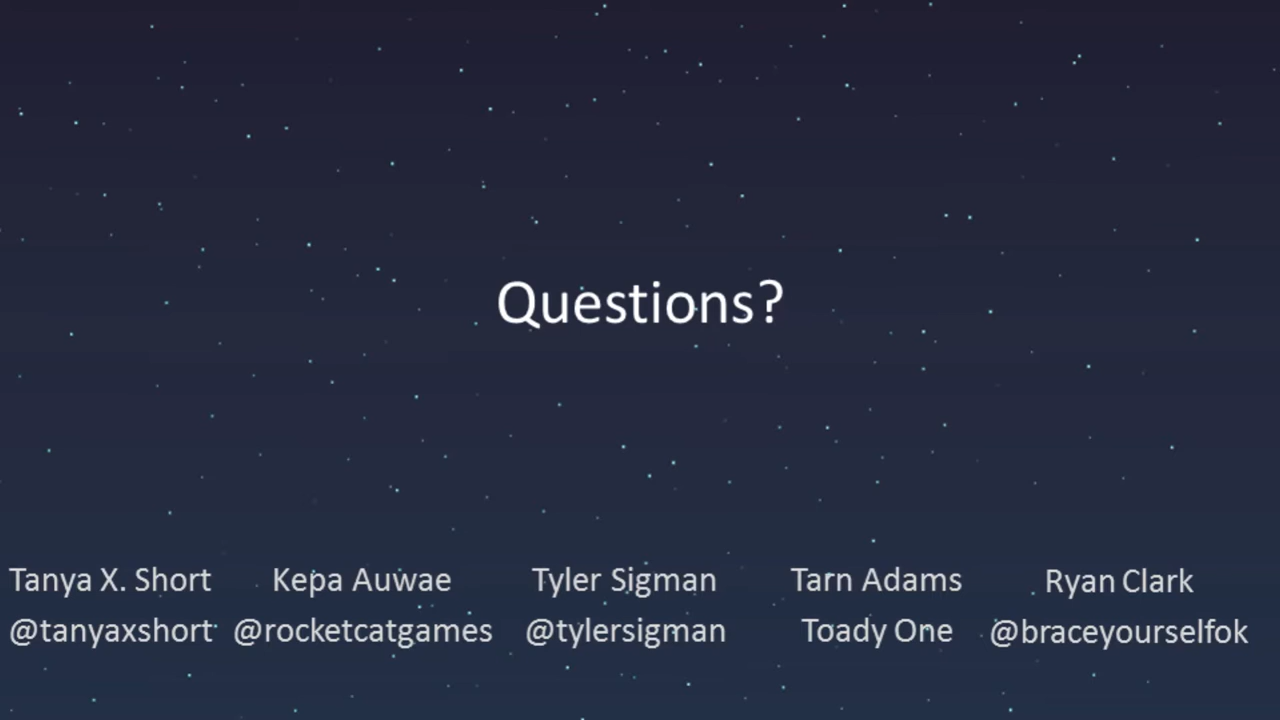 Questions?
Tanya X. Short Kepa Auwae Tyler Sigman Tarn Adams Ryan Clark
@tanyaxshort @rocketcatgames @tylersigman Toady One @braceyourselfok